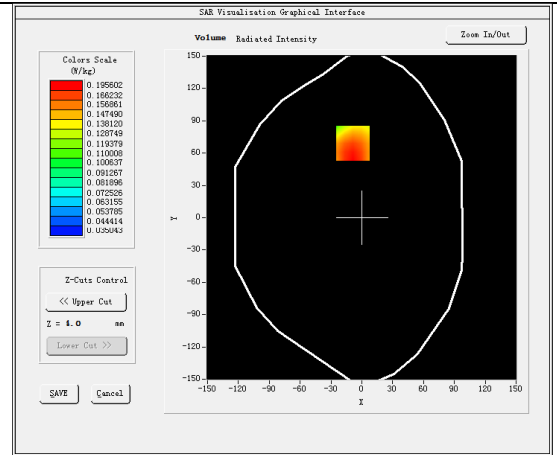 SAR Visualisation Graphical Interface
Volume Radiated Intensity
Zoom In/Out
Colors Scale
(W/kg)
0.195602
0.166232
0.156861
0.147490
0.138120
0.128749
0.119379
0.110008
0.100637
0.091267
0.081896
0.072526
0.063155
0.053785
0.044414
0.035043
Z-Cuts Control
<< Upper Cut
Z = 4.0 mm
Lower Cut >>
SAVE Cancel
150
120
90
60
30
0
-30
-60
-90
-120
-150
Y
-150 -120 -90 -60 -30 0 30 60 90 120 150
X